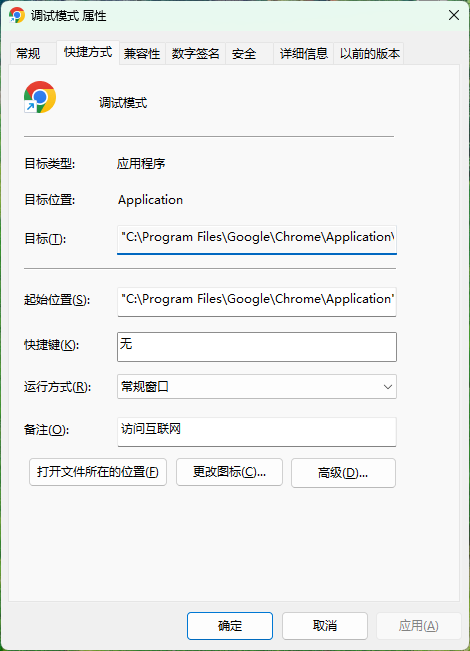 调试模式 属性
常规 快捷方式 兼容性 数字签名 安全 详细信息 以前的版本
调试模式
目标类型: 应用程序
目标位置: Application
目标(T): "C:\Program Files\Google\Chrome\Application\
起始位置(S): "C:\Program Files\Google\Chrome\Application"
快捷键(K): 无
运行方式(R): 常规窗口
备注(O): 访问互联网
打开文件所在的位置(F) 更改图标(C)... 高级(D)...
确定 取消 应用(A)